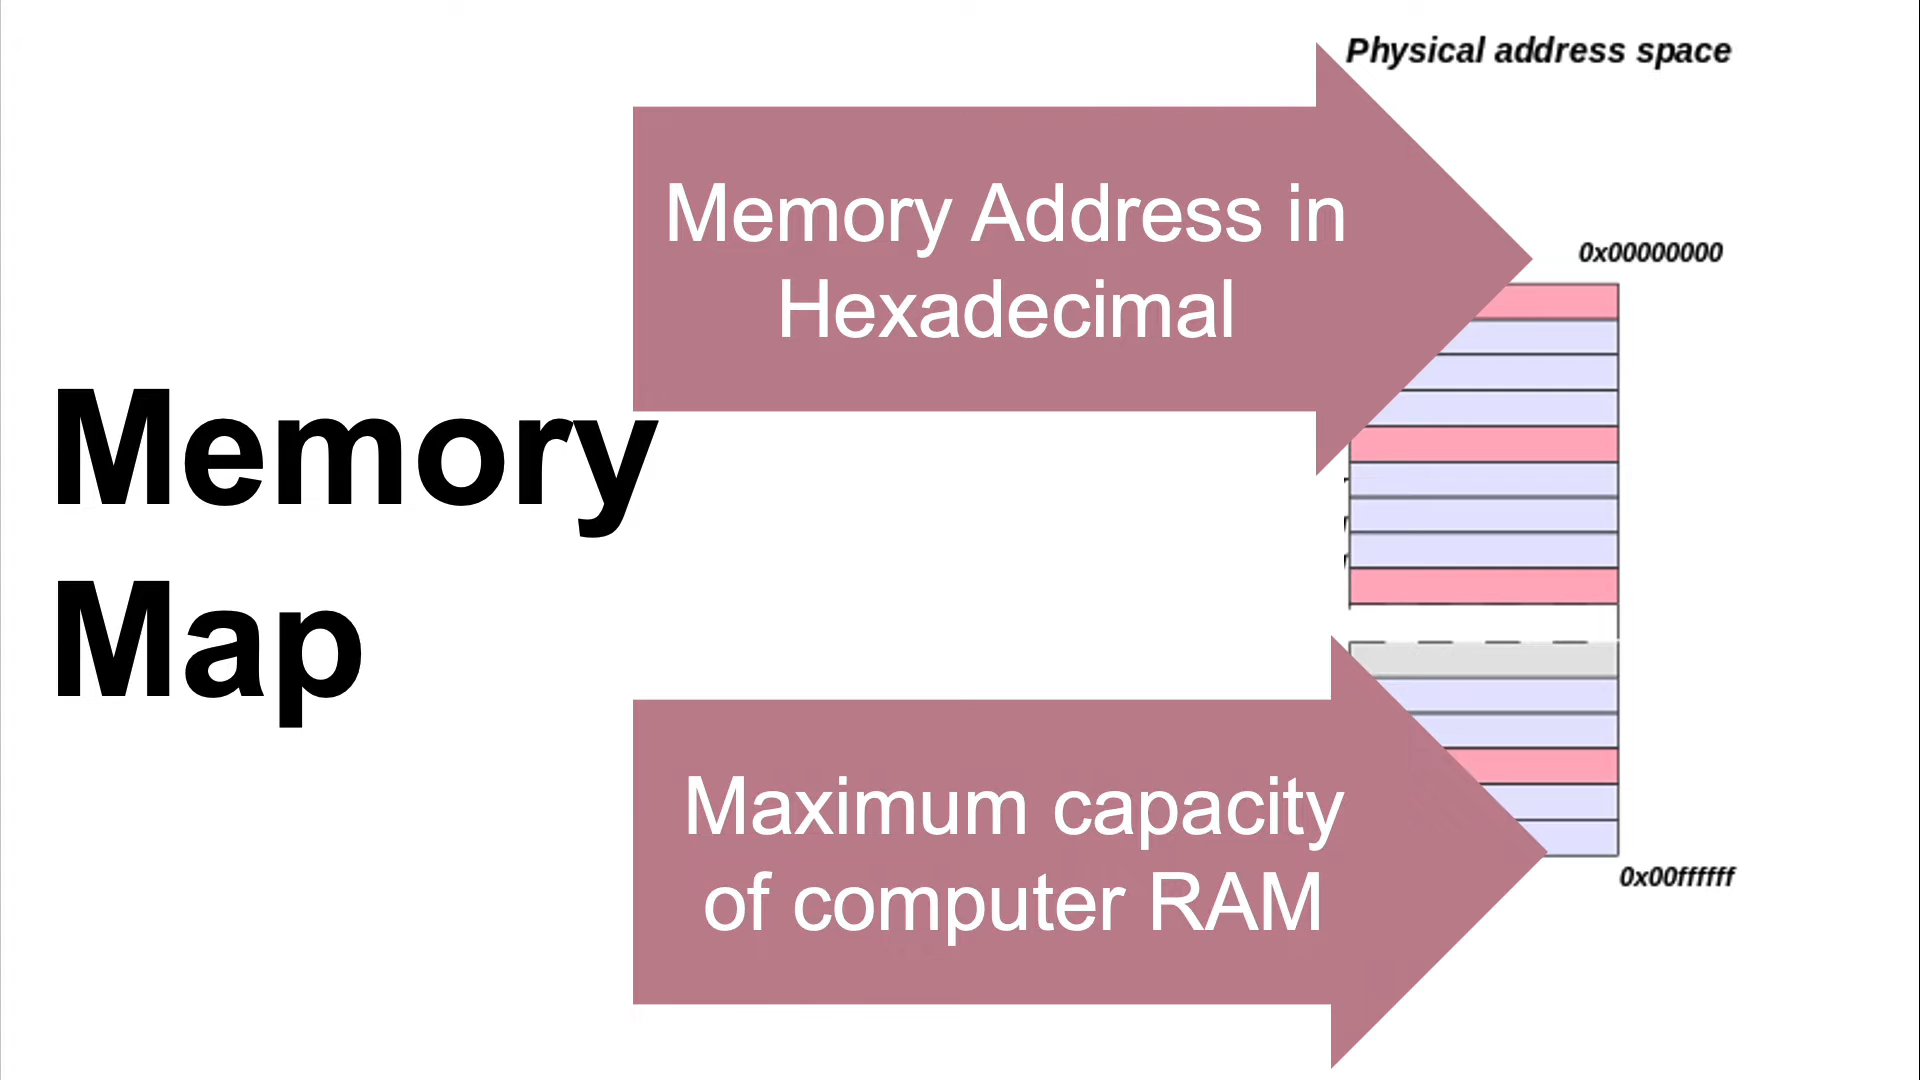 Physical address space
Memory Address in
Hexadecimal
0x00000000
Memory
Map
Maximum capacity
of computer RAM
0x00ffffff